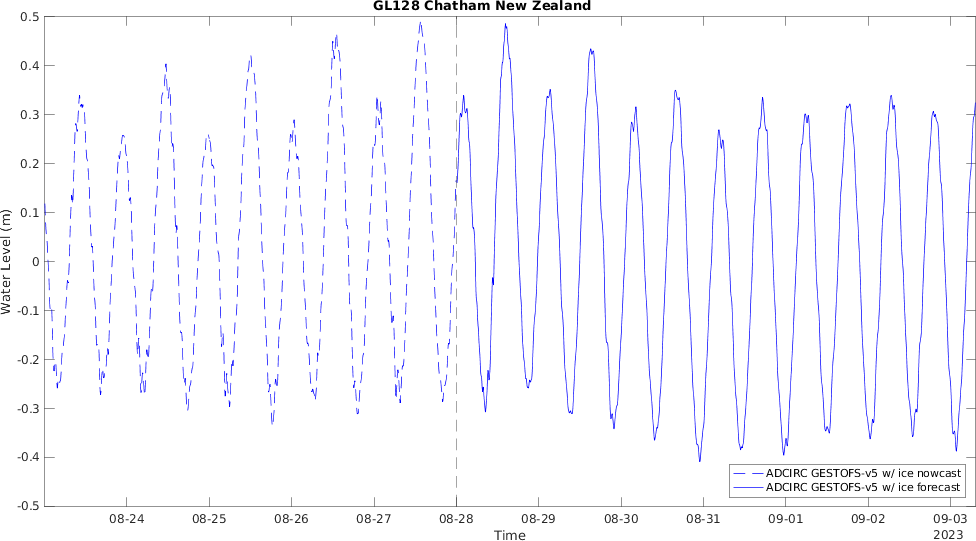 GL128 Chatham New Zealand
0.5
0.4
0.3
0.2
0.1
0
-0.1
-0.2
-0.3
-0.4
-0.5
Water Level (m)
ADCIRC GESTOFS-v5 w/ ice nowcast
ADCIRC GESTOFS-v5 w/ ice forecast
08-24 08-25 08-26 08-27 08-28 08-29 08-30 08-31 09-01 09-02 09-03
Time
2023